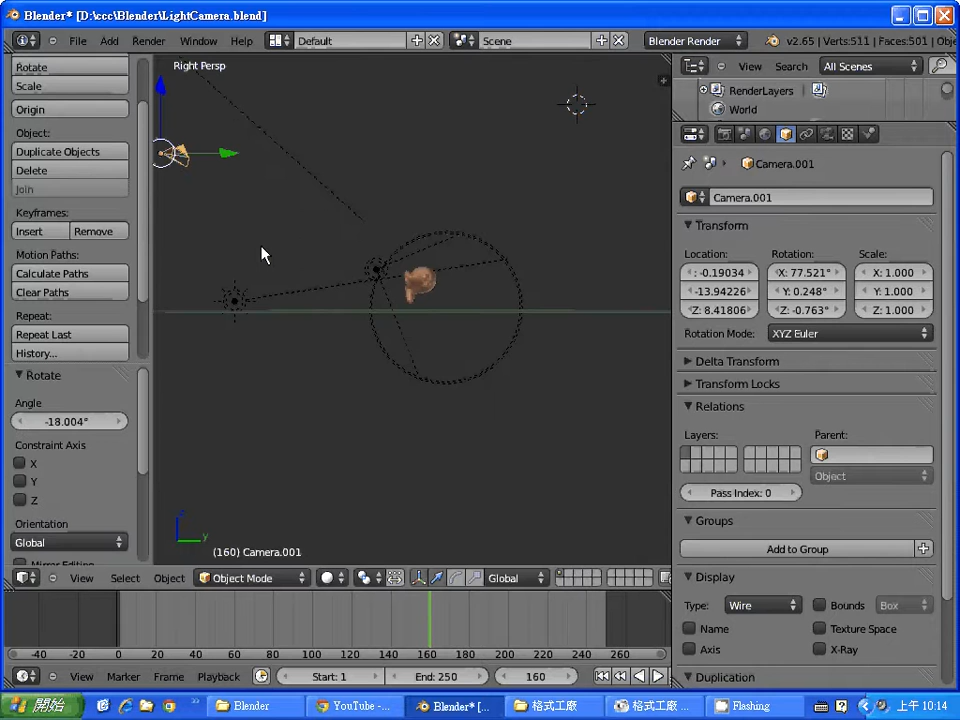 Blender* [D:\ccc\Blender\LightCamera.blend]
File Add Render Window Help Default Scene Blender Render v2.65 | Verts:511 | Faces:501 | Obje
Rotate
Scale
Origin
Object:
Duplicate Objects
Delete
Join
Keyframes:
Insert Remove
Motion Paths:
Calculate Paths
Clear Paths
Repeat:
Repeat Last
History...
Rotate
Angle
-18.004°
Constraint Axis
X
Y
Z
Orientation
Global
Right Persp
(160) Camera.001
z
y
View Search All Scenes
RenderLayers
World
Camera.001
Camera.001
Transform
Location: Rotation: Scale:
: -0.19034 X: 77.521° X: 1.000
-13.94226 Y: 0.248° Y: 1.000
Z: 8.41806 Z: -0.763° Z: 1.000
Rotation Mode: XYZ Euler
Delta Transform
Transform Locks
Relations
Layers: Parent:
Object
Pass Index: 0
Groups
Add to Group
Display
Type: Wire Bounds Box
Name Texture Space
Axis X-Ray
Duplication
View Select Object Object Mode Global
-40 -20 0 20 40 60 80 100 120 140 160 180 200 220 240 260
View Marker Frame Playback Start: 1 End: 250 160
開始 Blender YouTube -... Blender* [... 格式工廠 格式工廠 ... Flashing 上午 10:14